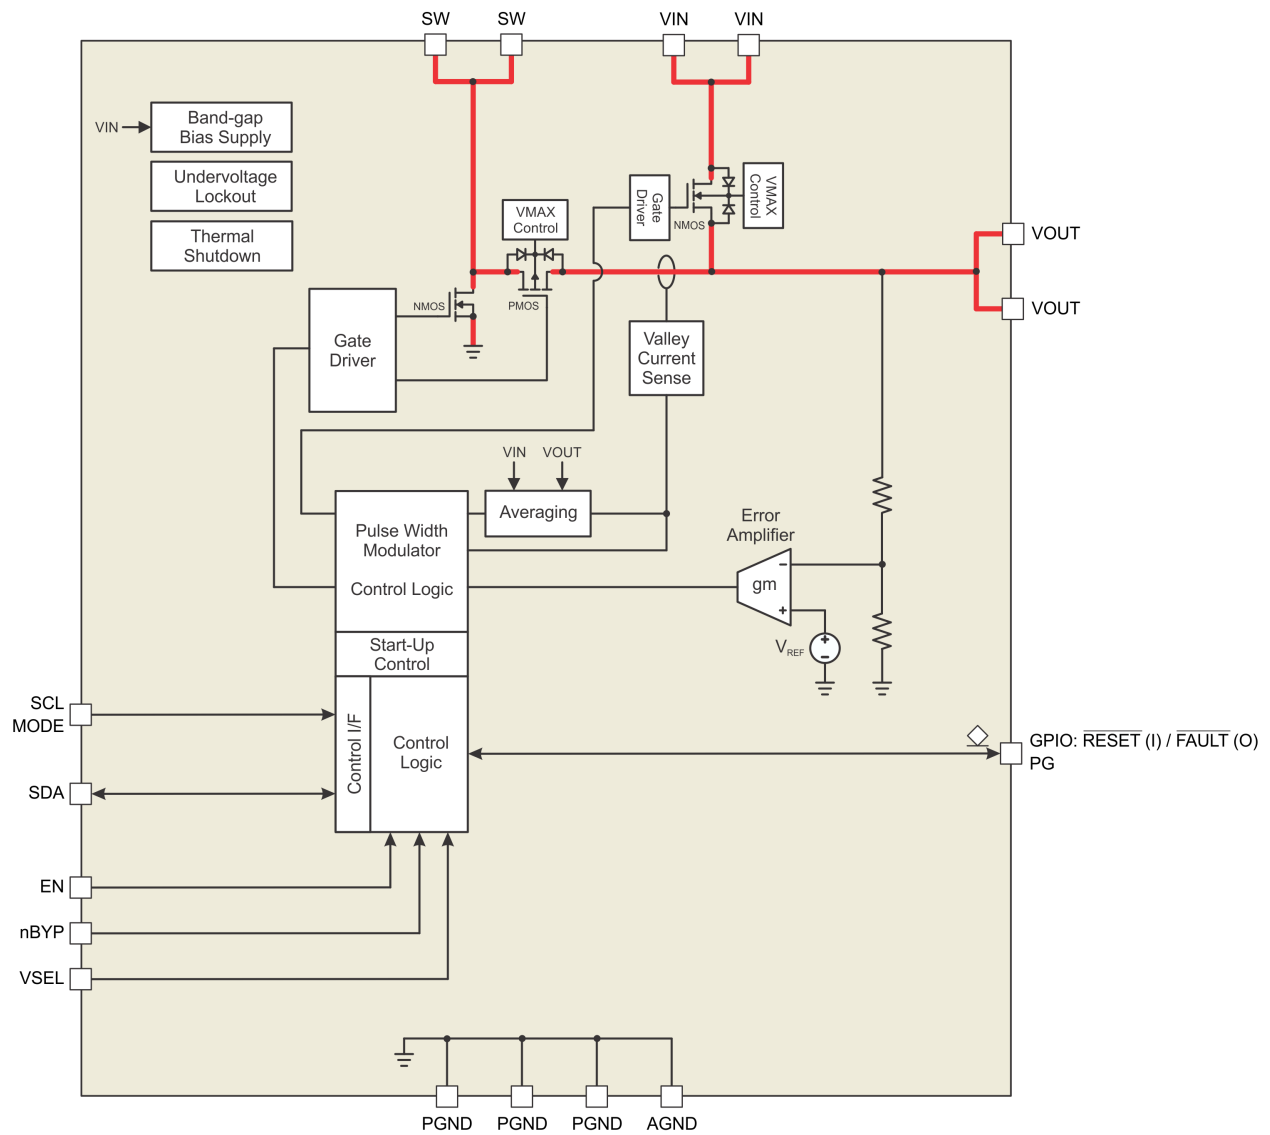 SW
SW
VIN
VIN
VIN
Band-gap
Bias Supply
Undervoltage
Lockout
Thermal
Shutdown
VMAX
Control
Gate
Driver
NMOS
VMAX
Control
VOUT
VOUT
NMOS
PMOS
Gate
Driver
Valley
Current
Sense
VIN
VOUT
Averaging
Pulse Width
Modulator
Control Logic
Error
Amplifier
−
gm
+
VREF
+
−
Start-Up
Control
Control I/F
Control
Logic
SCL
MODE
SDA
EN
nBYP
VSEL
GPIO: R̅E̅S̅E̅T̅ (I) / F̅A̅U̅L̅T̅ (O)
PG
PGND
PGND
PGND
AGND